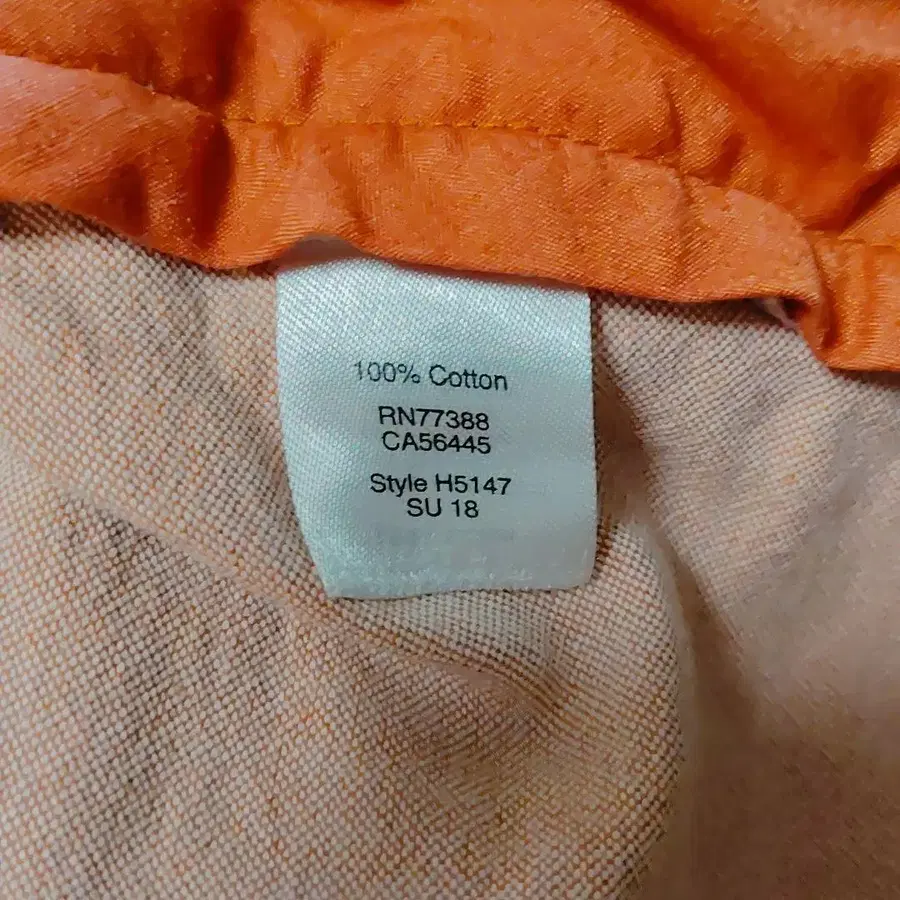 100% Cotton
RN77388
CA56445
Style H5147
SU 18